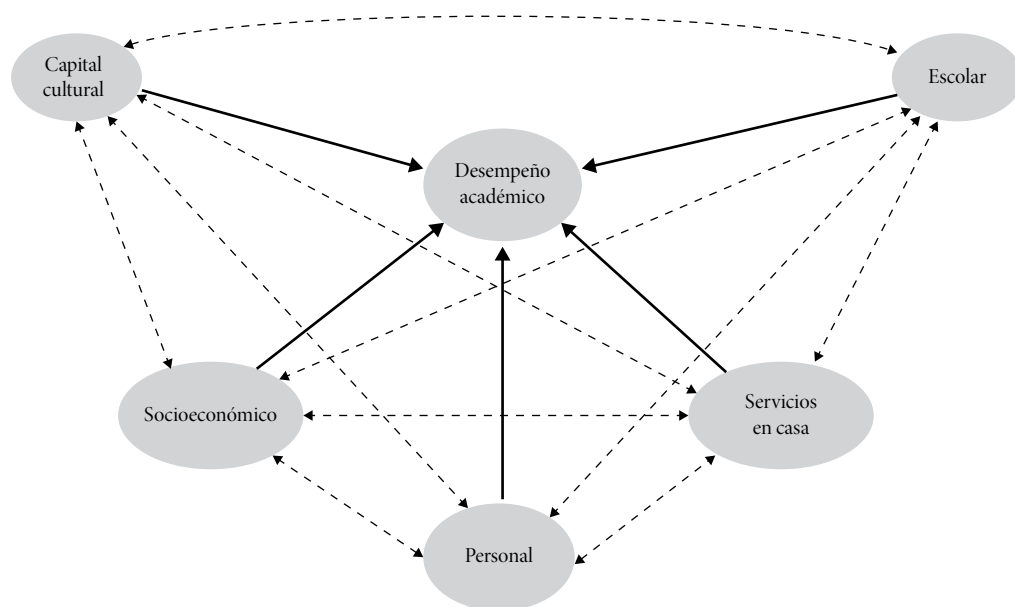 Capital
cultural
Escolar
Desempeño
académico
Socioeconómico
Servicios
en casa
Personal